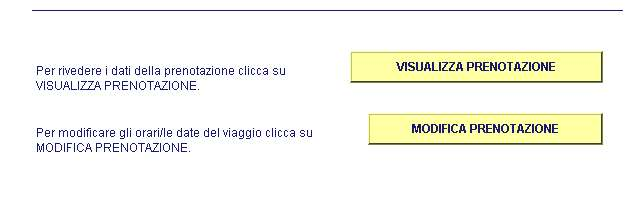 Per rivedere i dati della prenotazione clicca su
VISUALIZZA PRENOTAZIONE.
VISUALIZZA PRENOTAZIONE
Per modificare gli orari/le date del viaggio clicca su
MODIFICA PRENOTAZIONE.
MODIFICA PRENOTAZIONE